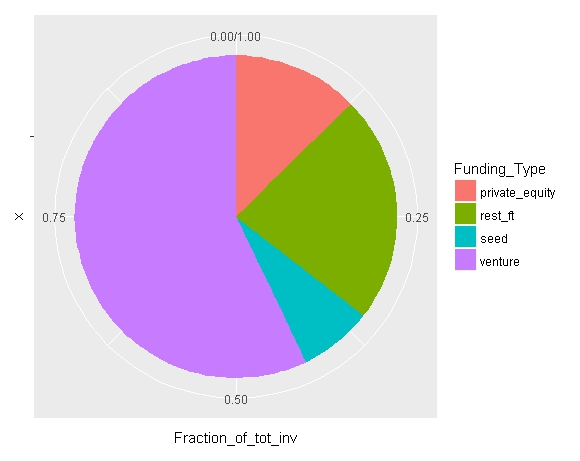 0.00/1.00
0.75
0.25
0.50
x
Fraction_of_tot_inv
Funding_Type
private_equity
rest_ft
seed
venture